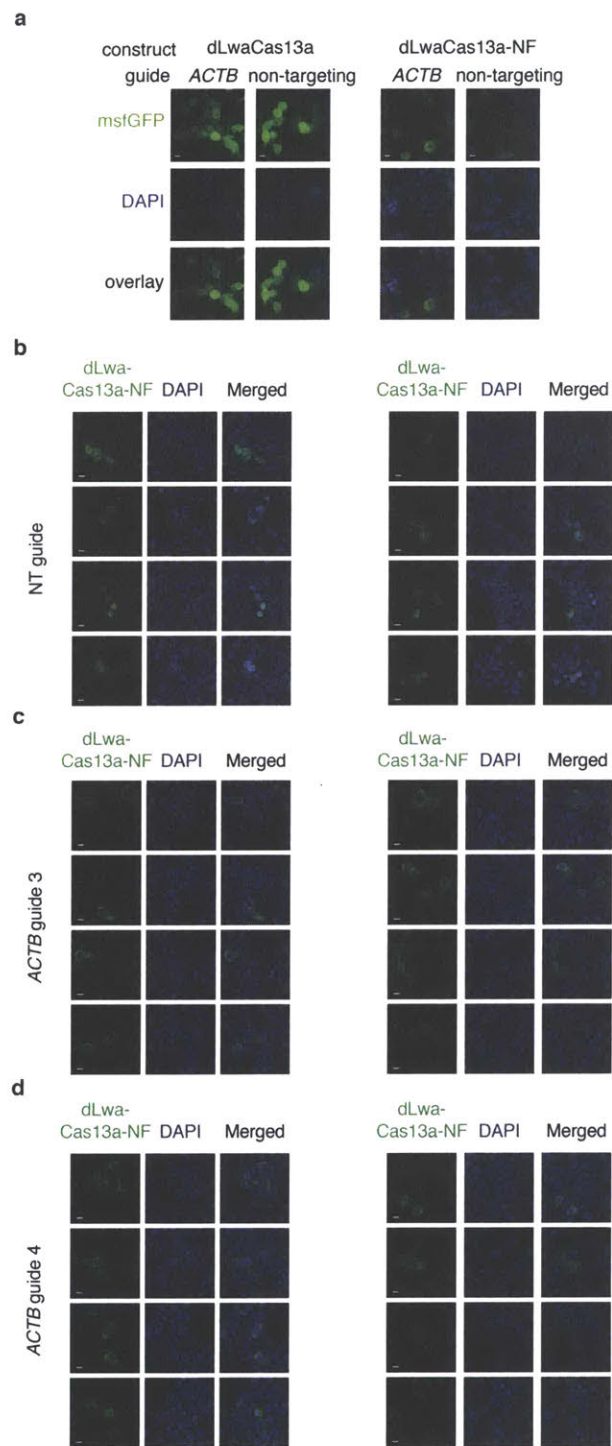 a
construct dLwaCas13a dLwaCas13a-NF
guide ACTB non-targeting ACTB non-targeting
msfGFP
DAPI
overlay
b
dLwa- dLwa-
Cas13a-NF DAPI Merged Cas13a-NF DAPI Merged
NT guide
c
dLwa- dLwa-
Cas13a-NF DAPI Merged Cas13a-NF DAPI Merged
ACTB guide 3
d
dLwa- dLwa-
Cas13a-NF DAPI Merged Cas13a-NF DAPI Merged
ACTB guide 4